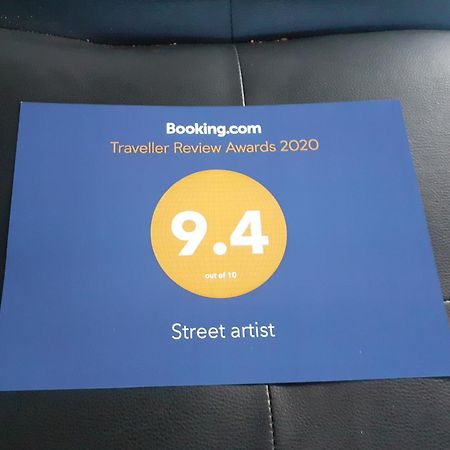 Booking.com
Traveller Review Awards 2020
9.4
out of 10
Street artist